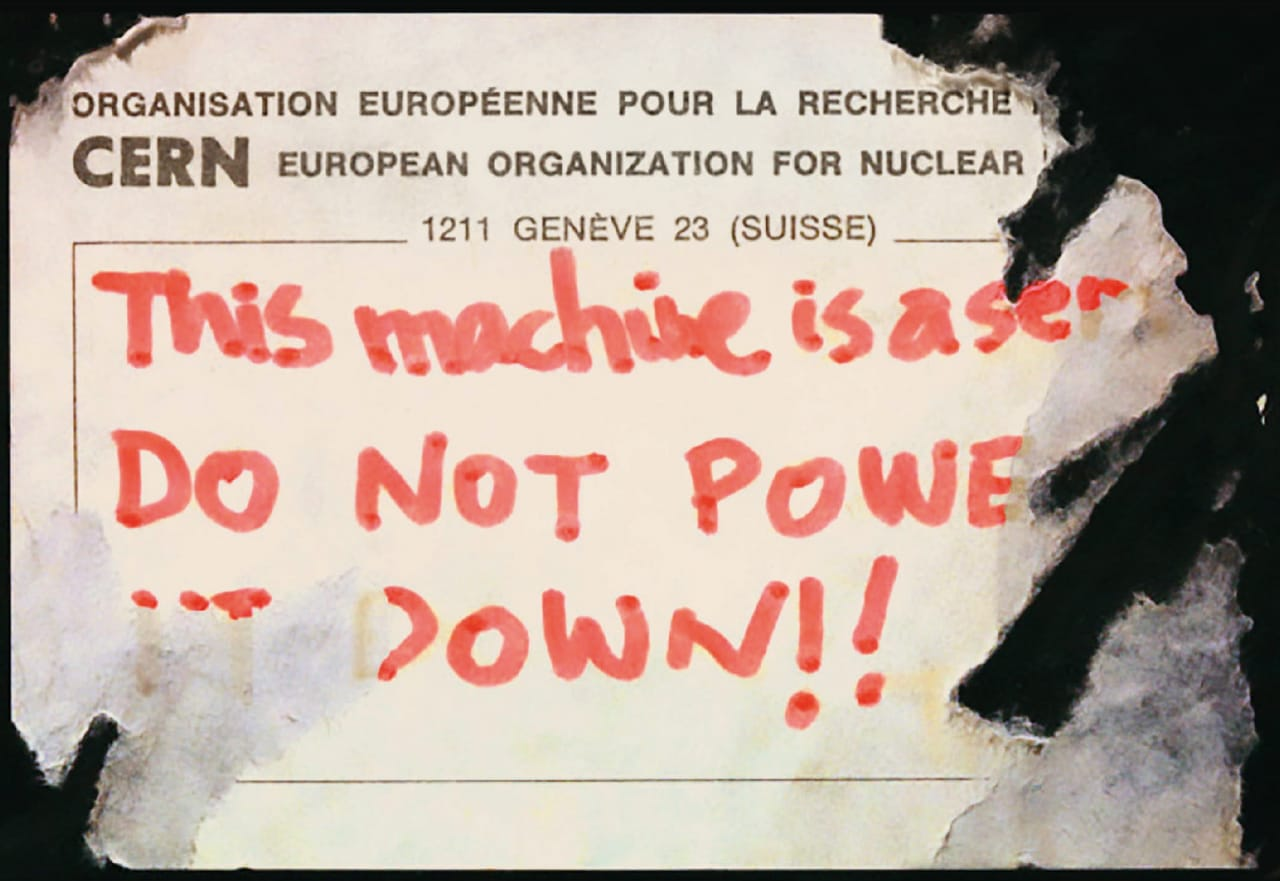 ORGANISATION EUROPÉENNE POUR LA RECHERCHE
CERN EUROPEAN ORGANIZATION FOR NUCLEAR
1211 GENÈVE 23 (SUISSE)
This machine is a ser
DO NOT POWE
DOWN!!